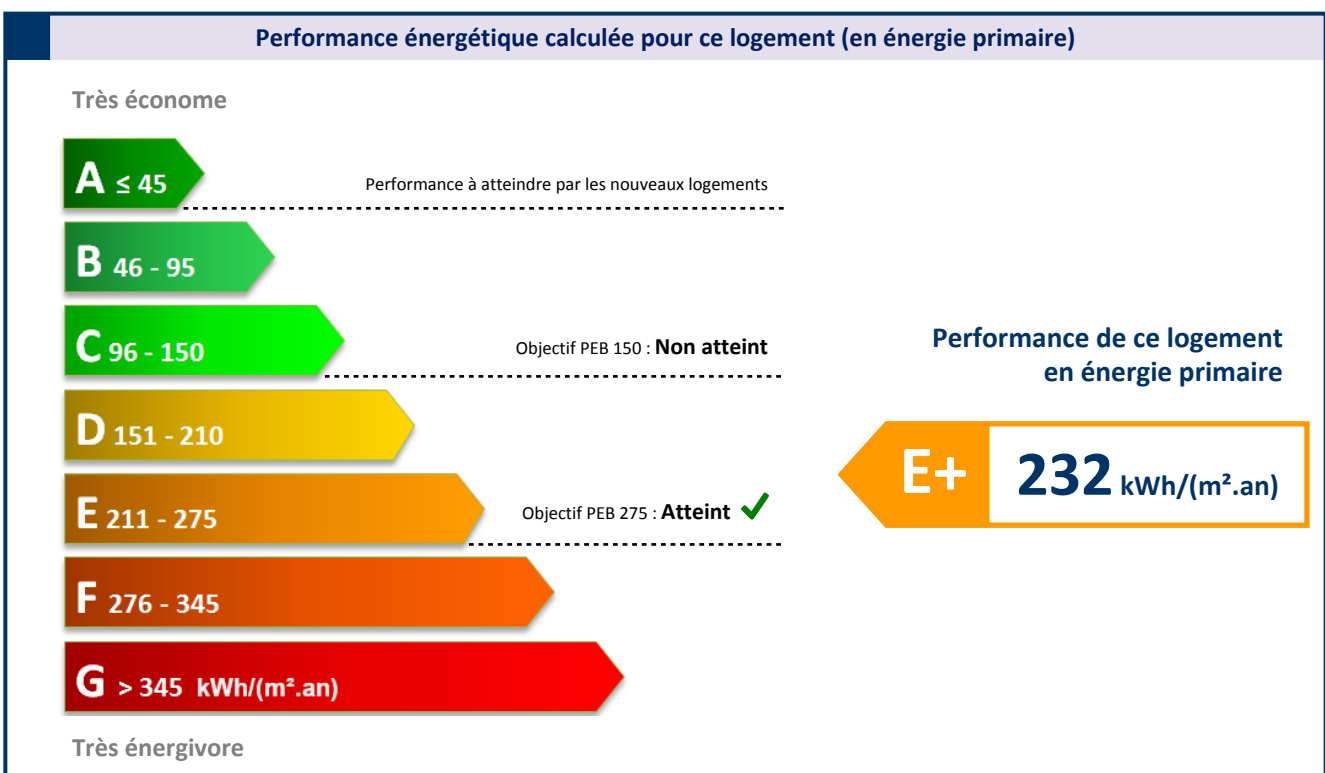 Performance énergétique calculée pour ce logement (en énergie primaire)
Très économe
A ≤ 45
Performance à atteindre par les nouveaux logements
B 46 - 95
C 96 - 150
Objectif PEB 150 : Non atteint
D 151 - 210
E 211 - 275
Objectif PEB 275 : Atteint ✓
F 276 - 345
G > 345 kWh/(m².an)
Très énergivore
Performance de ce logement
en énergie primaire
E+ 232 kWh/(m².an)